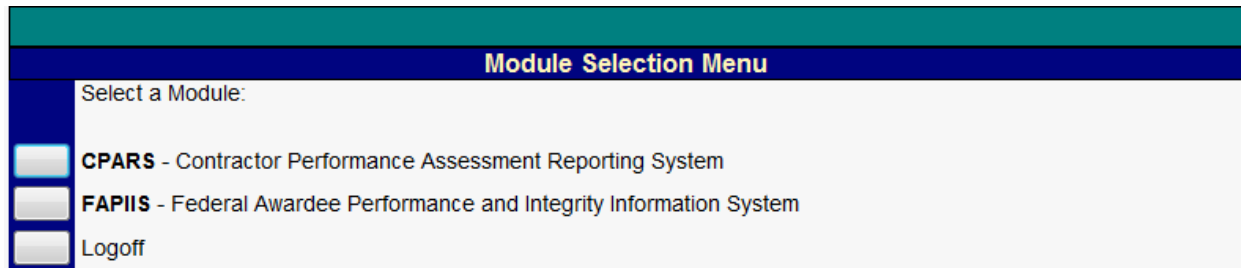 Module Selection Menu
Select a Module:
CPARS - Contractor Performance Assessment Reporting System
FAPIIS - Federal Awardee Performance and Integrity Information System
Logoff